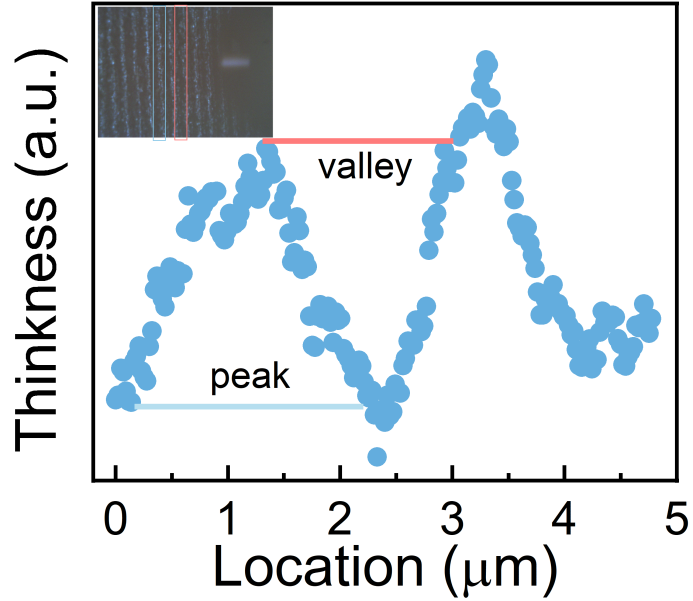 Thinkness (a.u.)
valley
peak
0 1 2 3 4 5
Location (μm)